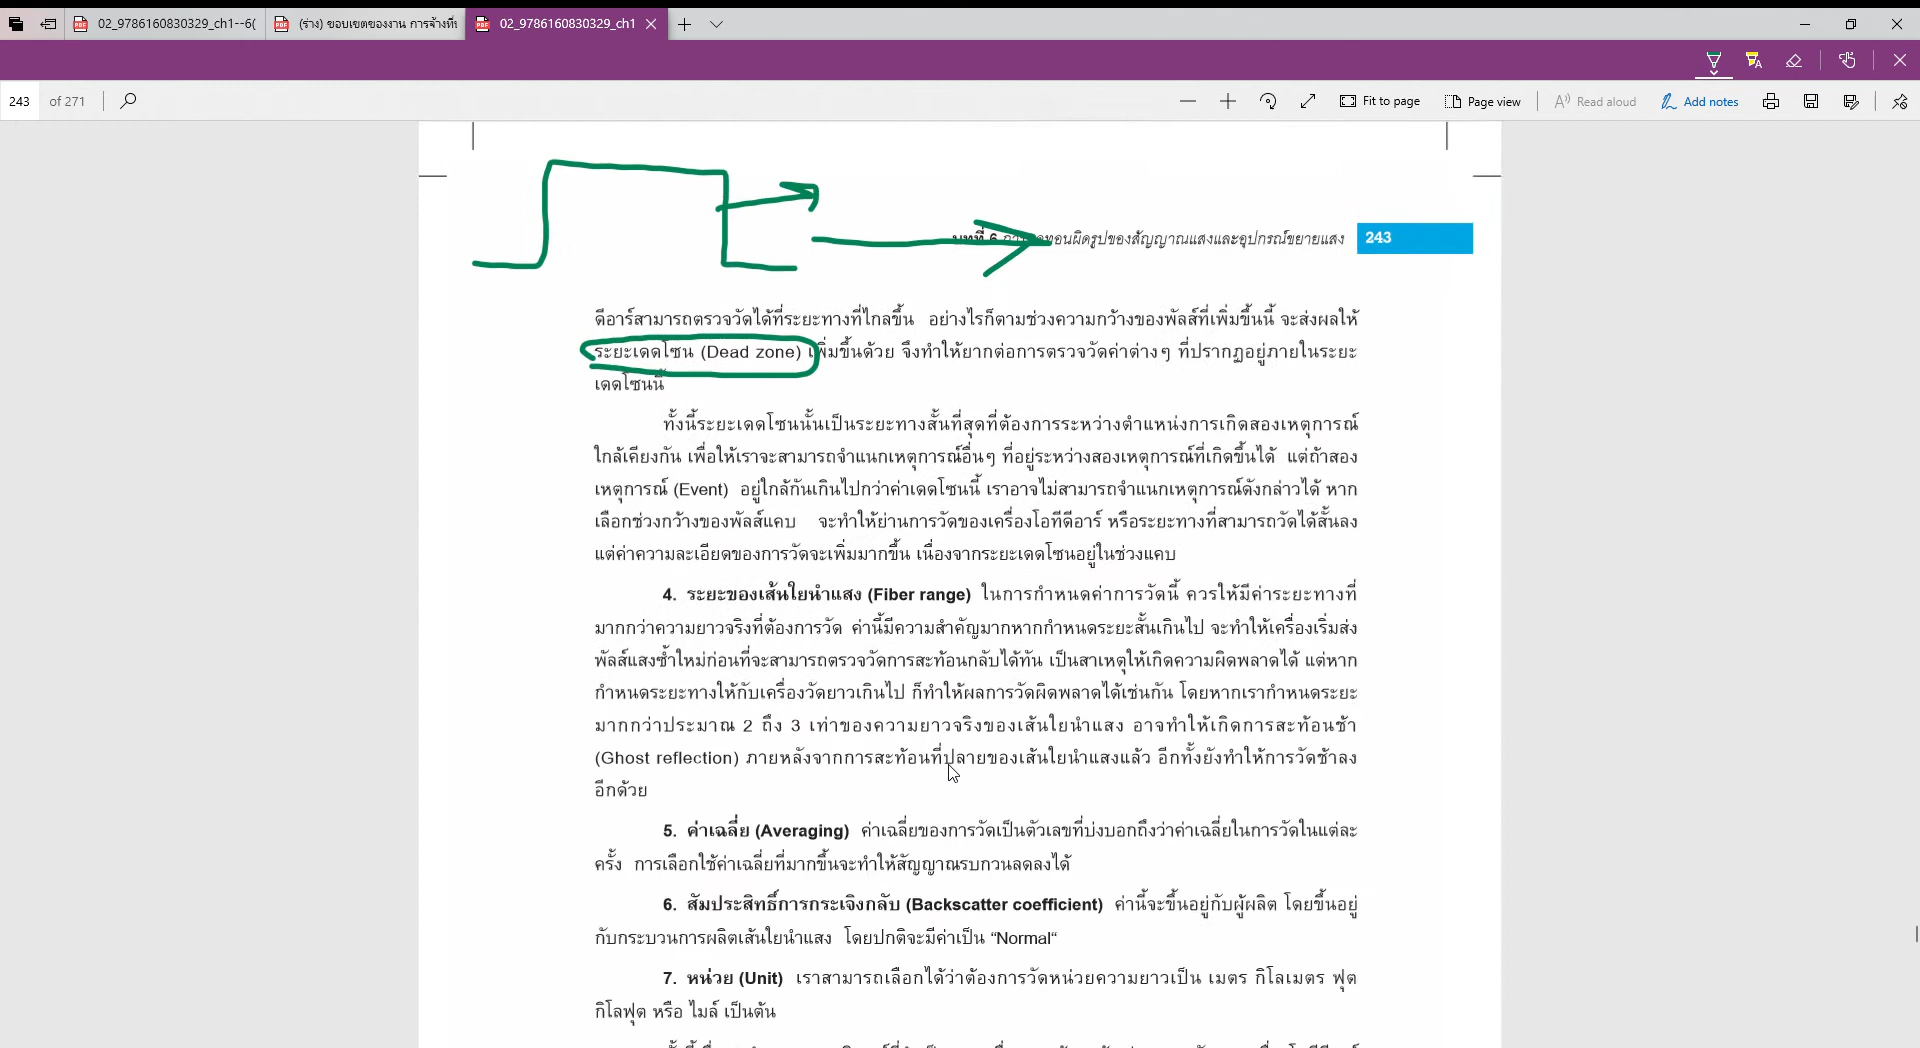 02_9786160830329_ch1--6(
(ร่าง) ขอบเขตของงาน การจ้างที่ป
02_9786160830329_ch1
243 of 271
Fit to page
Page view
Read aloud
Add notes
บทที่ 6 การลดทอนผิดรูปของสัญญาณแสงและอุปกรณ์ขยายแสง 243
ดีอาร์สามารถตรวจวัดได้ที่ระยะทางที่ไกลขึ้น อย่างไรก็ตามช่วงความกว้างของพัลส์ที่เพิ่มขึ้นนี้ จะส่งผลให้
ระยะเดดโซน (Dead zone) เพิ่มขึ้นด้วย จึงทำให้ยากต่อการตรวจวัดค่าต่างๆ ที่ปรากฏอยู่ภายในระยะ
เดดโซนนี้
ทั้งนี้ระยะเดดโซนนั้นเป็นระยะทางสั้นที่สุดที่ต้องการระหว่างตำแหน่งการเกิดสองเหตุการณ์
ใกล้เคียงกัน เพื่อให้เราจะสามารถจำแนกเหตุการณ์อื่นๆ ที่อยู่ระหว่างสองเหตุการณ์ที่เกิดขึ้นได้ แต่ถ้าสอง
เหตุการณ์ (Event) อยู่ใกล้กันเกินไปกว่าค่าเดดโซนนี้ เราอาจไม่สามารถจำแนกเหตุการณ์ดังกล่าวได้ หาก
เลือกช่วงกว้างของพัลส์แคบ จะทำให้ย่านการวัดของเครื่องโอทีดีอาร์ หรือระยะทางที่สามารถวัดได้สั้นลง
แต่ค่าความละเอียดของการวัดจะเพิ่มมากขึ้น เนื่องจากระยะเดดโซนอยู่ในช่วงแคบ
4. ระยะของเส้นใยนำแสง (Fiber range) ในการกำหนดค่าการวัดนี้ ควรให้มีค่าระยะทางที่
มากกว่าความยาวจริงที่ต้องการวัด ค่านี้มีความสำคัญมากหากกำหนดระยะสั้นเกินไป จะทำให้เครื่องเริ่มส่ง
พัลส์แสงซ้ำใหม่ก่อนที่จะสามารถตรวจวัดการสะท้อนกลับได้ทัน เป็นสาเหตุให้เกิดความผิดพลาดได้ แต่หาก
กำหนดระยะทางให้กับเครื่องวัดยาวเกินไป ก็ทำให้ผลการวัดผิดพลาดได้เช่นกัน โดยหากเรากำหนดระยะ
มากกว่าประมาณ 2 ถึง 3 เท่าของความยาวจริงของเส้นใยนำแสง อาจทำให้เกิดการสะท้อนซ้ำ
(Ghost reflection) ภายหลังจากการสะท้อนที่ปลายของเส้นใยนำแสงแล้ว อีกทั้งยังทำให้การวัดช้าลง
อีกด้วย
5. ค่าเฉลี่ย (Averaging) ค่าเฉลี่ยของการวัดเป็นตัวเลขที่บ่งบอกถึงว่าค่าเฉลี่ยในการวัดในแต่ละ
ครั้ง การเลือกใช้ค่าเฉลี่ยที่มากขึ้นจะทำให้สัญญาณรบกวนลดลงได้
6. สัมประสิทธิ์การกระเจิงกลับ (Backscatter coefficient) ค่านี้จะขึ้นอยู่กับผู้ผลิต โดยขึ้นอยู่
กับกระบวนการผลิตเส้นใยนำแสง โดยปกติจะมีค่าเป็น “Normal“
7. หน่วย (Unit) เราสามารถเลือกได้ว่าต้องการวัดหน่วยความยาวเป็น เมตร กิโลเมตร ฟุต
กิโลฟุต หรือ ไมล์ เป็นต้น